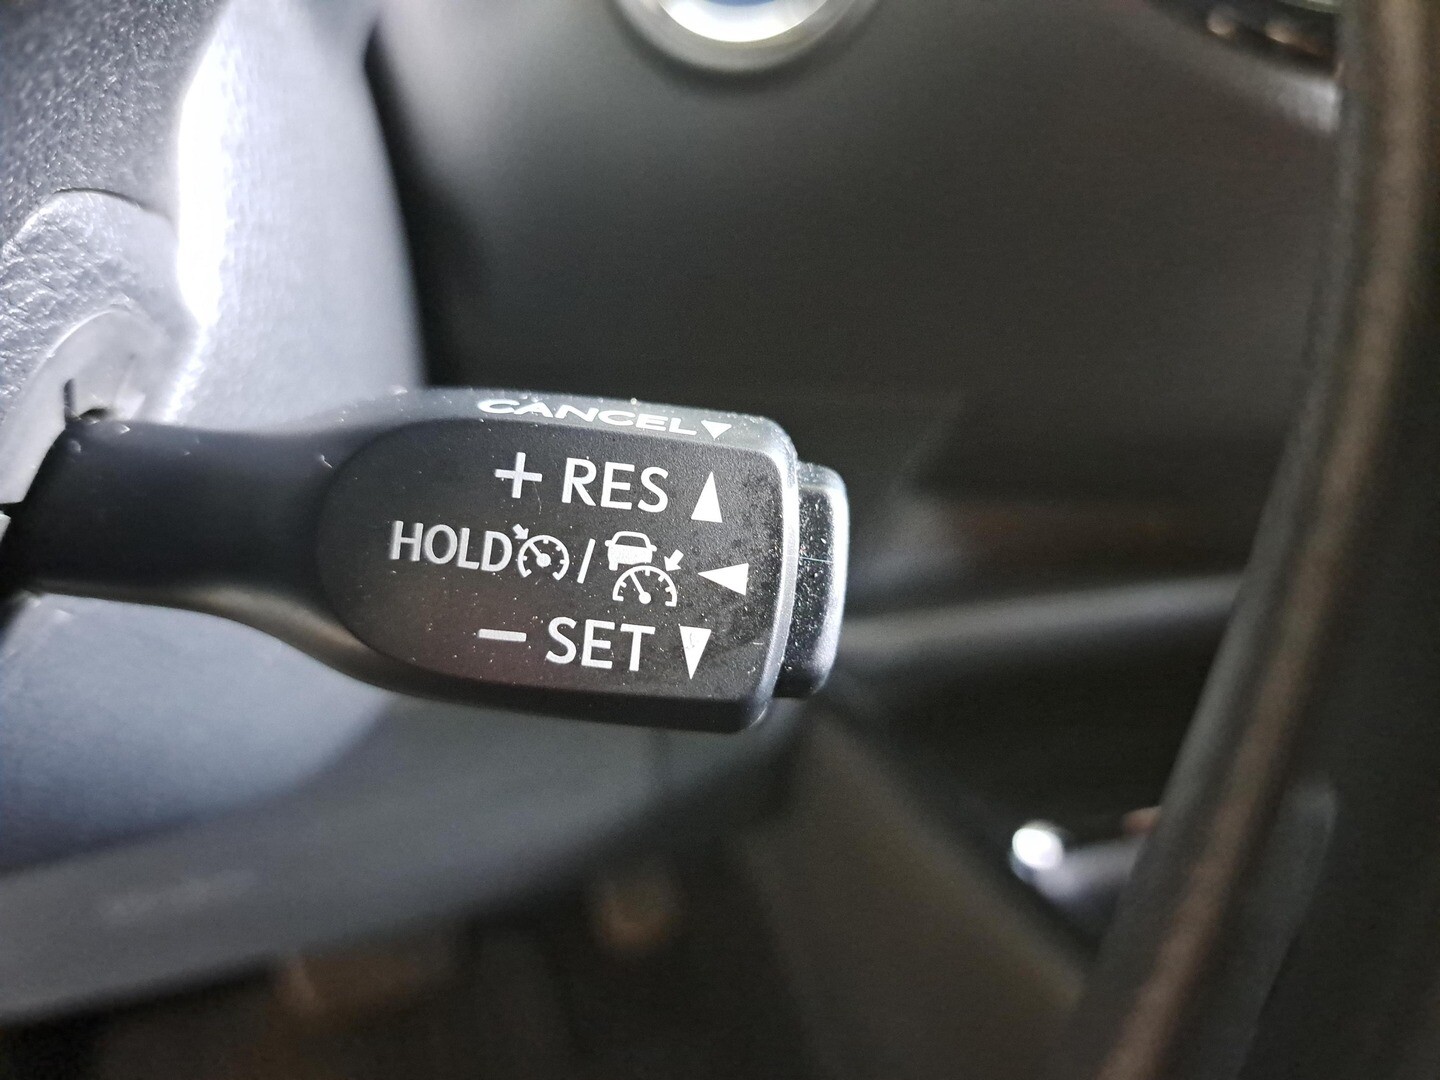 CANCEL
+ RES
HOLD /
− SET